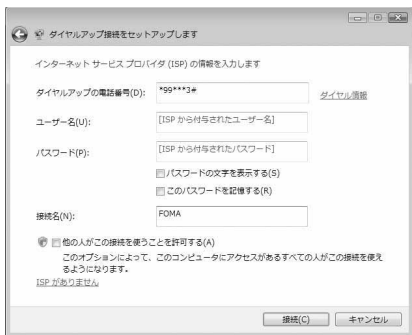 ダイヤルアップ接続をセットアップします
インターネット サービス プロバイダ (ISP) の情報を入力します
ダイヤルアップの電話番号(D): *99***3# ダイヤル情報
ユーザー名(U): [ISP から付与されたユーザー名]
パスワード(P): [ISP から付与されたパスワード]
パスワードの文字を表示する(S)
このパスワードを記憶する(R)
接続名(N): FOMA
他の人がこの接続を使うことを許可する(A)
このオプションによって、このコンピュータにアクセスがあるすべての人がこの接続を使え
るようになります。
ISP がありません
接続(C) キャンセル